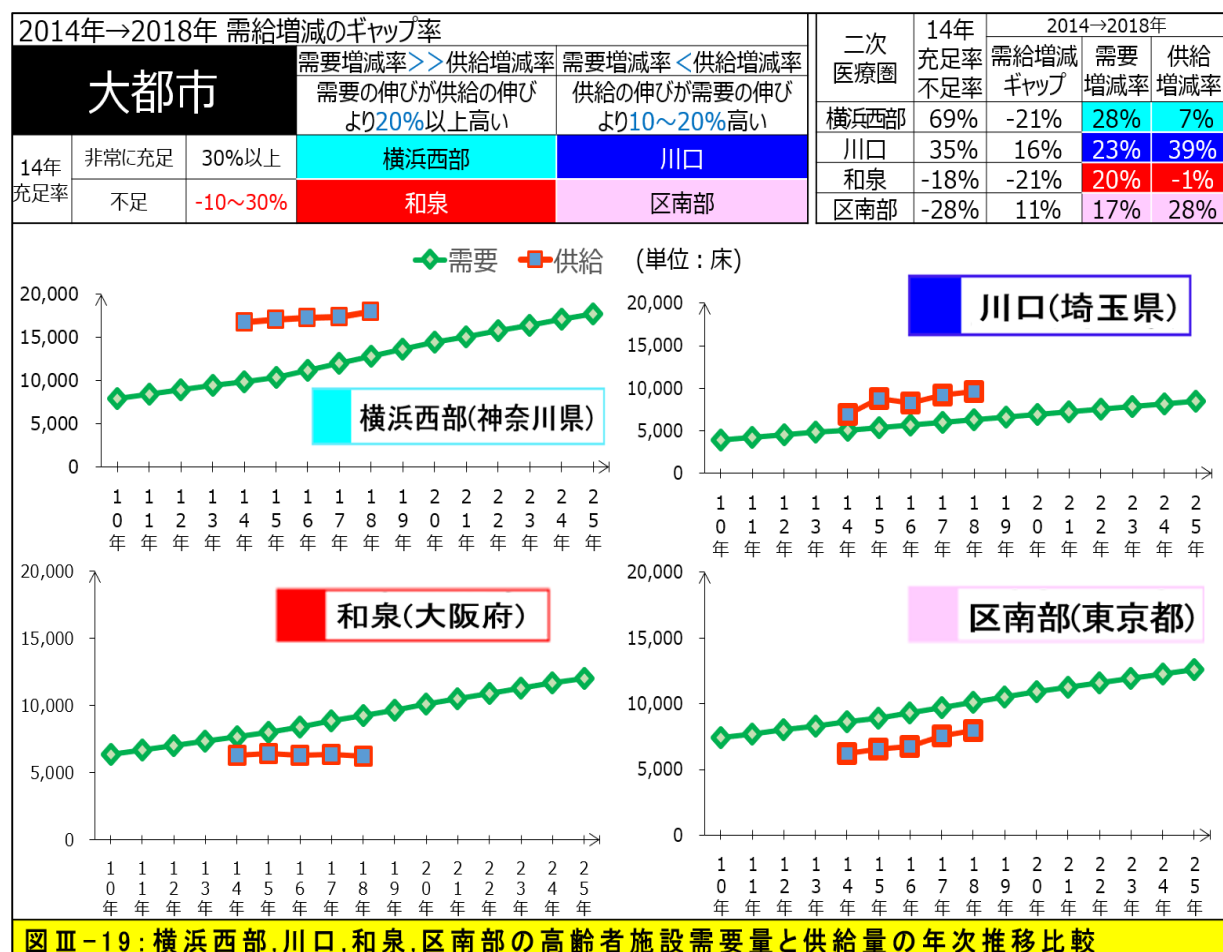 2014年→2018年 需給増減のギャップ率
大都市
需要増減率>>供給増減率 需要増減率<供給増減率
需要の伸びが供給の伸び
より20%以上高い
供給の伸びが需要の伸び
より10～20%高い
14年
充足率
非常に充足 30%以上 横浜西部 川口
不足 -10～30% 和泉 区南部
二次
医療圏
14年
充足率
不足率
2014→2018年
需給増減
ギャップ
需要
増減率
供給
増減率
横浜西部 69% -21% 28% 7%
川口 35% 16% 23% 39%
和泉 -18% -21% 20% -1%
区南部 -28% 11% 17% 28%
需要 供給 (単位：床)
20,000
15,000
10,000
5,000
0
横浜西部(神奈川県)
10年 11年 12年 13年 14年 15年 16年 17年 18年 19年 20年 21年 22年 23年 24年 25年
20,000
15,000
10,000
5,000
0
川口(埼玉県)
10年 11年 12年 13年 14年 15年 16年 17年 18年 19年 20年 21年 22年 23年 24年 25年
20,000
15,000
10,000
5,000
0
和泉(大阪府)
10年 11年 12年 13年 14年 15年 16年 17年 18年 19年 20年 21年 22年 23年 24年 25年
20,000
15,000
10,000
5,000
0
区南部(東京都)
10年 11年 12年 13年 14年 15年 16年 17年 18年 19年 20年 21年 22年 23年 24年 25年
図Ⅲ-19：横浜西部,川口,和泉,区南部の高齢者施設需要量と供給量の年次推移比較